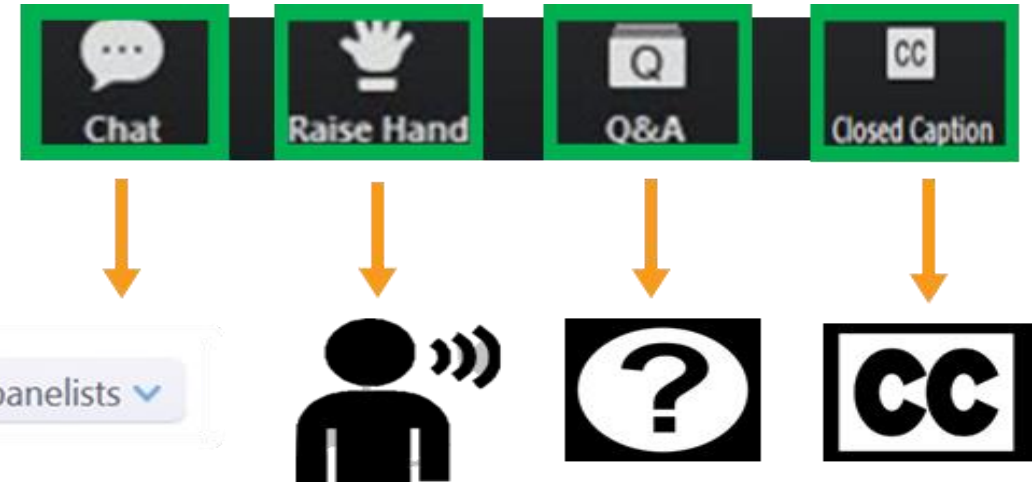 CC
Q
Chat
Raise Hand
Q&A
Closed Caption
panelists
?
CC